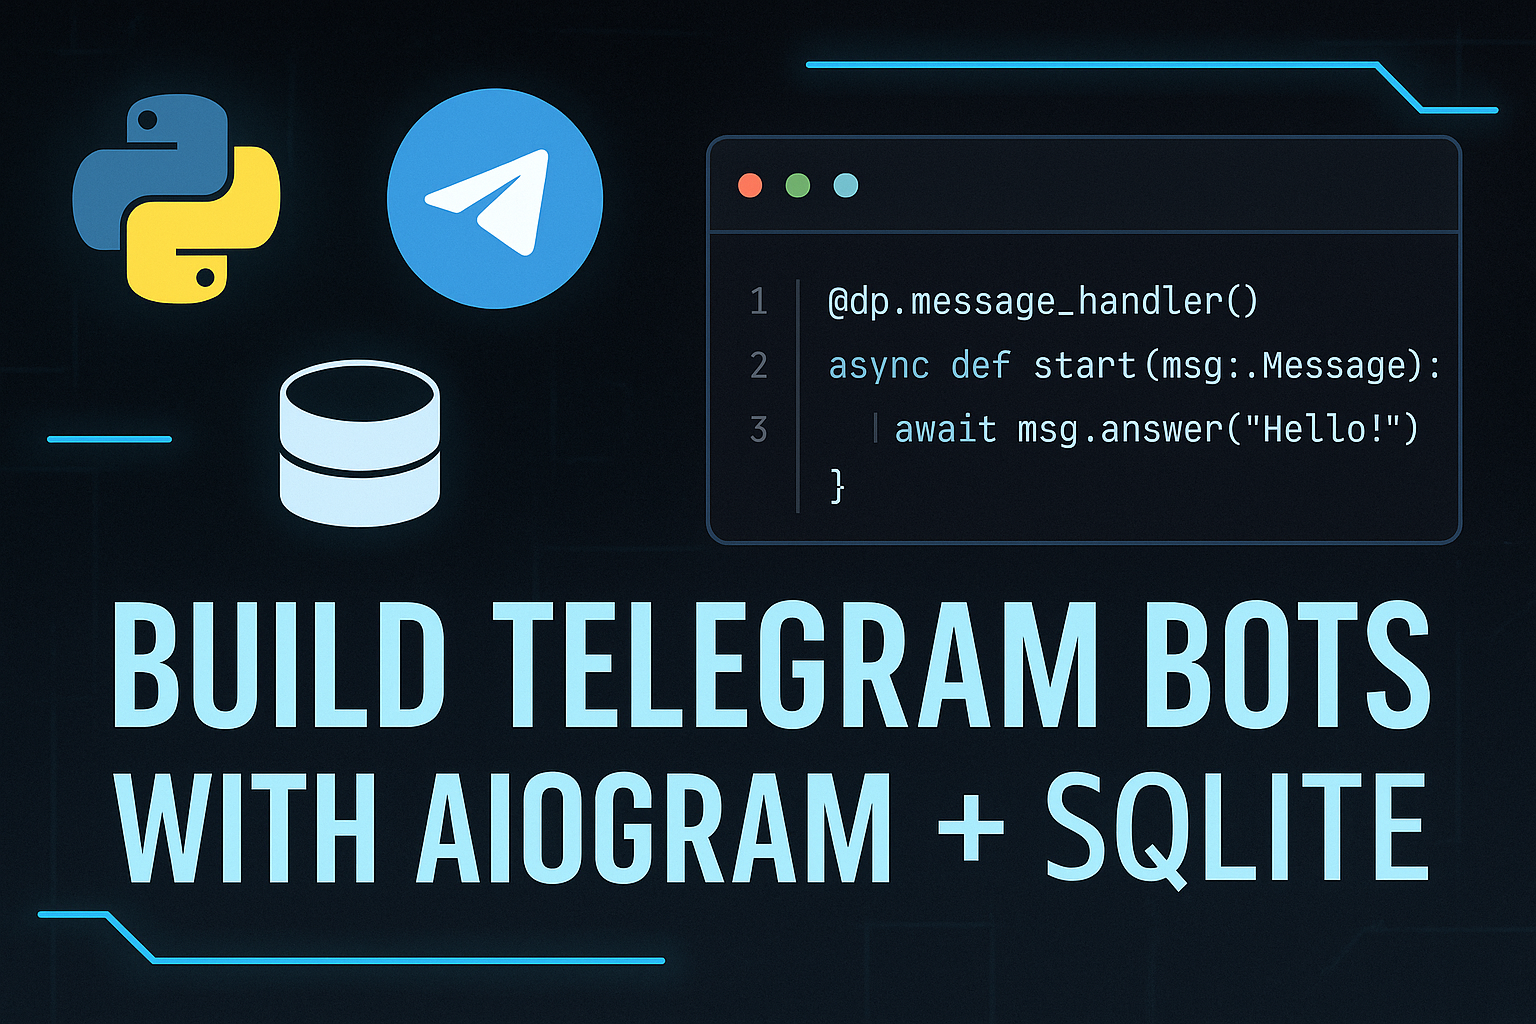 1 @dp.message_handler()
2 async def start(msg:.Message):
3 await msg.answer("Hello!")
}
BUILD TELEGRAM BOTS
WITH AIOGRAM + SQLITE